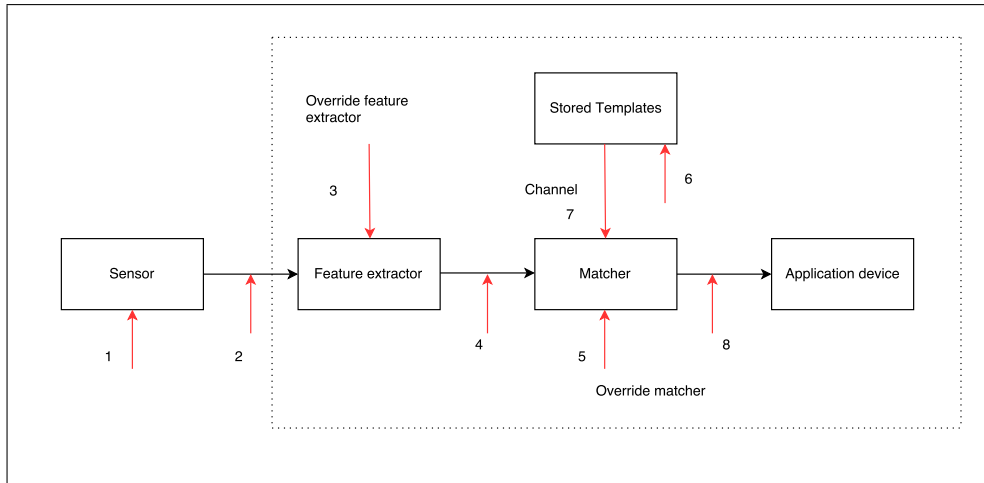 Override feature
extractor
Stored Templates
3
Channel
7
6
Sensor
Feature extractor
Matcher
Application device
1
2
4
5
8
Override matcher